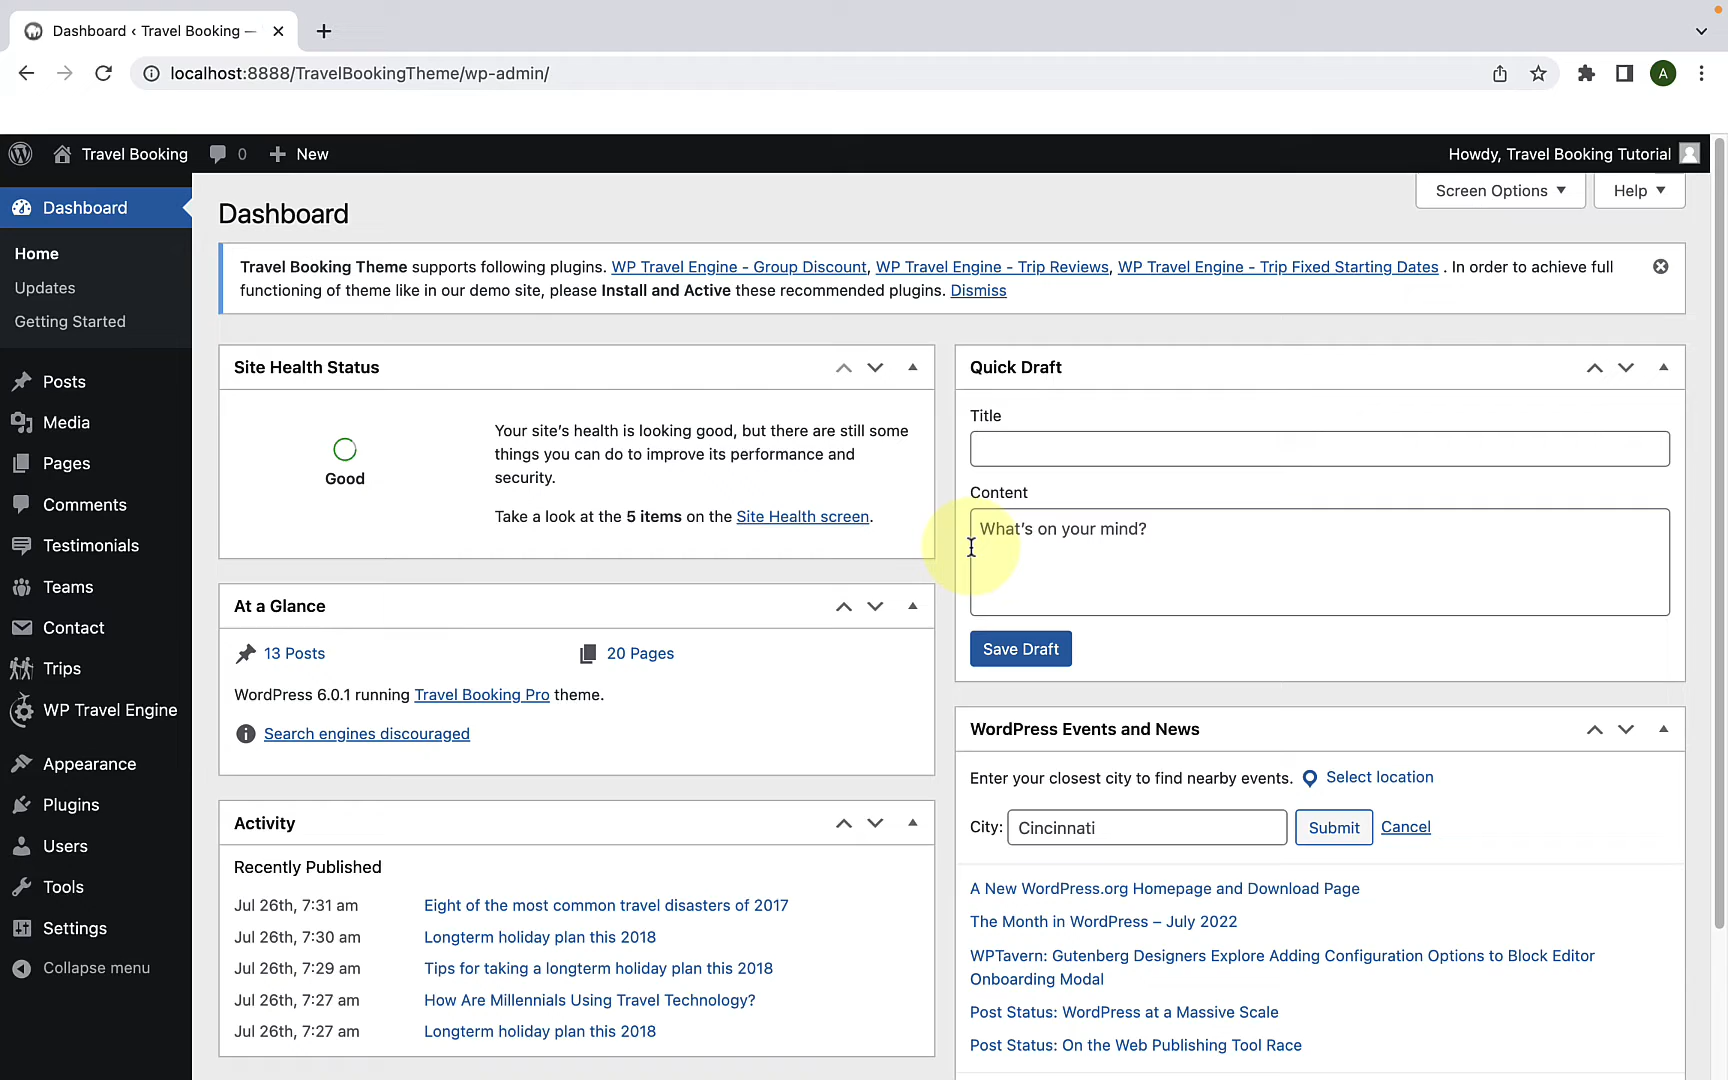 Dashboard ‹ Travel Booking —
localhost:8888/TravelBookingTheme/wp-admin/
A
Travel Booking
0
New
Howdy, Travel Booking Tutorial
Dashboard
Home
Updates
Getting Started
Posts
Media
Pages
Comments
Testimonials
Teams
Contact
Trips
WP Travel Engine
Appearance
Plugins
Users
Tools
Settings
Collapse menu
Screen Options
Help
Dashboard
Travel Booking Theme supports following plugins. WP Travel Engine - Group Discount, WP Travel Engine - Trip Reviews, WP Travel Engine - Trip Fixed Starting Dates . In order to achieve full
functioning of theme like in our demo site, please Install and Active these recommended plugins. Dismiss
Site Health Status
Good
Your site's health is looking good, but there are still some
things you can do to improve its performance and
security.
Take a look at the 5 items on the Site Health screen.
At a Glance
13 Posts
20 Pages
WordPress 6.0.1 running Travel Booking Pro theme.
Search engines discouraged
Activity
Recently Published
Jul 26th, 7:31 am Eight of the most common travel disasters of 2017
Jul 26th, 7:30 am Longterm holiday plan this 2018
Jul 26th, 7:29 am Tips for taking a longterm holiday plan this 2018
Jul 26th, 7:27 am How Are Millennials Using Travel Technology?
Jul 26th, 7:27 am Longterm holiday plan this 2018
Quick Draft
Title
Content
What's on your mind?
Save Draft
WordPress Events and News
Enter your closest city to find nearby events. Select location
City: Cincinnati Submit Cancel
A New WordPress.org Homepage and Download Page
The Month in WordPress – July 2022
WPTavern: Gutenberg Designers Explore Adding Configuration Options to Block Editor
Onboarding Modal
Post Status: WordPress at a Massive Scale
Post Status: On the Web Publishing Tool Race